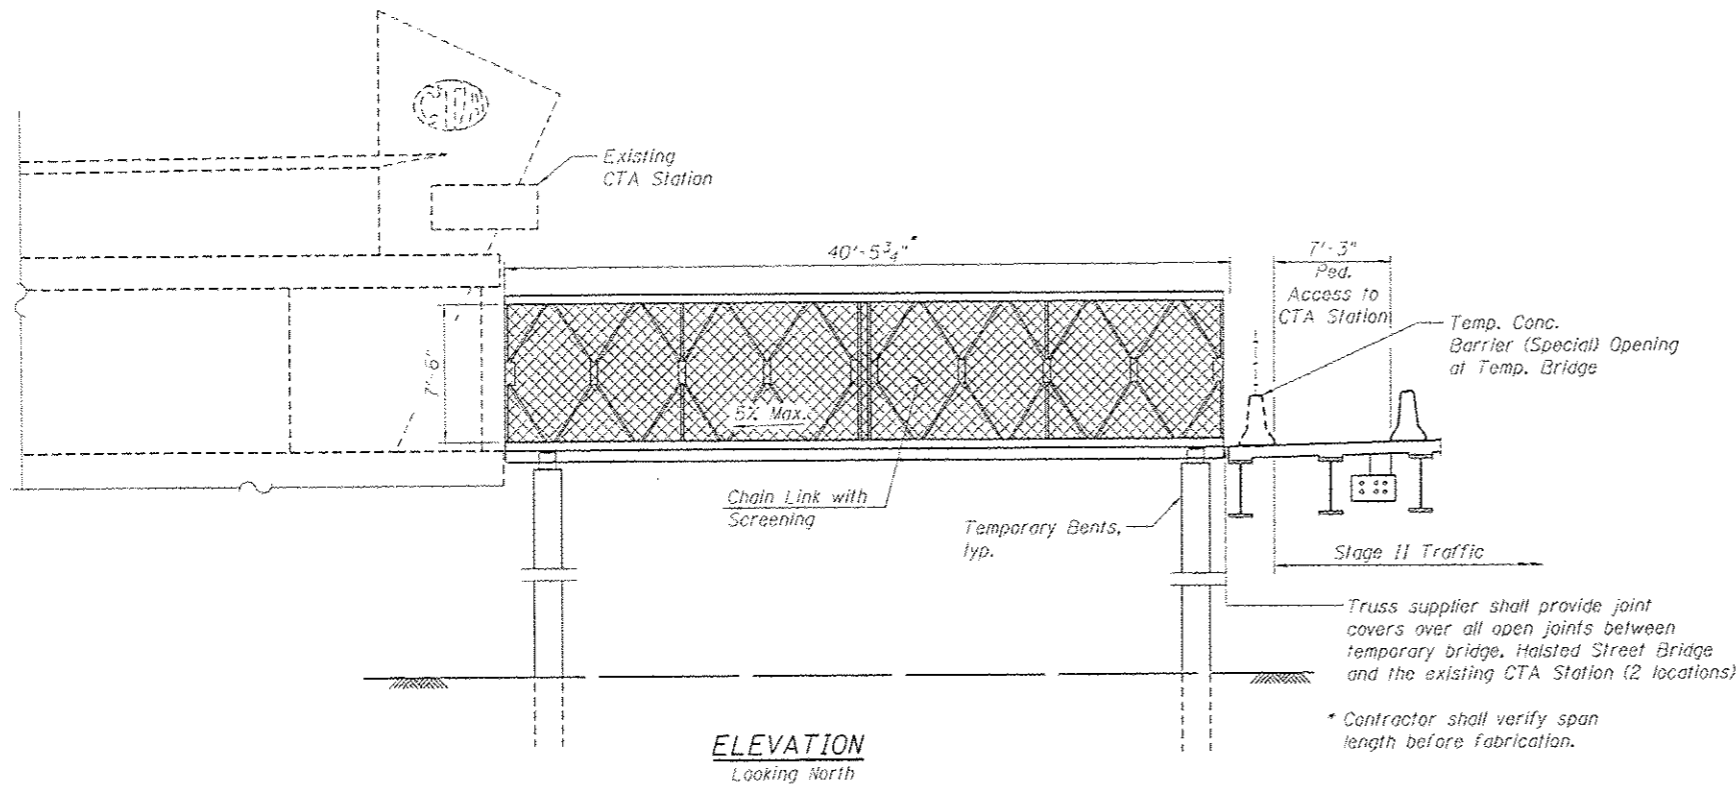 CTA
Existing
CTA Station
40'-5 3/4"*
7'-3"
Ped.
Access to
CTA Station
Temp. Conc.
Barrier (Special) Opening
at Temp. Bridge
7'-6"
5% Max.
Chain Link with
Screening
Temporary Bents,
typ.
Stage II Traffic
Truss supplier shall provide joint
covers over all open joints between
temporary bridge, Halsted Street Bridge
and the existing CTA Station (2 locations)
* Contractor shall verify span
length before fabrication.
ELEVATION
Looking North